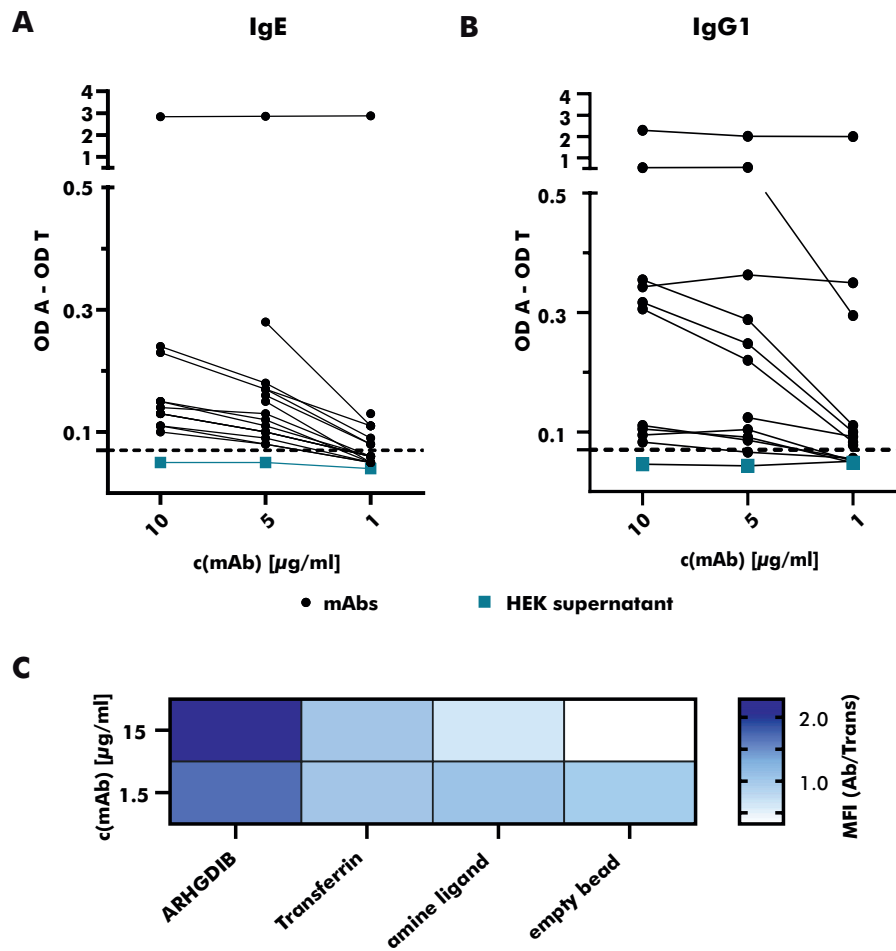 A
IgE
B
IgG1
4
3
2
1
0.5
0.3
0.1
OD A - OD T
10
5
1
c(mAb) [µg/ml]
4
3
2
1
0.5
0.3
0.1
OD A - OD T
10
5
1
c(mAb) [µg/ml]
mAbs
HEK supernatant
C
c(mAb) [µg/ml]
15
1.5
ARHGDIB
Transferrin
amine ligand
empty bead
2.0
1.0
MFI (Ab/Trans)